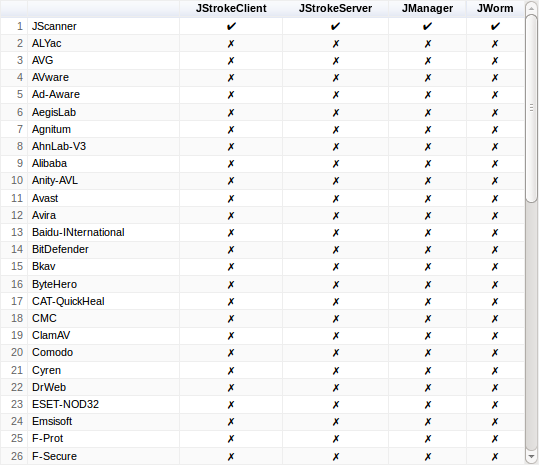 JStrokeClient JStrokeServer JManager JWorm
1 JScanner ✔ ✔ ✔ ✔
2 ALYac ✗ ✗ ✗ ✗
3 AVG ✗ ✗ ✗ ✗
4 AVware ✗ ✗ ✗ ✗
5 Ad-Aware ✗ ✗ ✗ ✗
6 AegisLab ✗ ✗ ✗ ✗
7 Agnitum ✗ ✗ ✗ ✗
8 AhnLab-V3 ✗ ✗ ✗ ✗
9 Alibaba ✗ ✗ ✗ ✗
10 Anity-AVL ✗ ✗ ✗ ✗
11 Avast ✗ ✗ ✗ ✗
12 Avira ✗ ✗ ✗ ✗
13 Baidu-INternational ✗ ✗ ✗ ✗
14 BitDefender ✗ ✗ ✗ ✗
15 Bkav ✗ ✗ ✗ ✗
16 ByteHero ✗ ✗ ✗ ✗
17 CAT-QuickHeal ✗ ✗ ✗ ✗
18 CMC ✗ ✗ ✗ ✗
19 ClamAV ✗ ✗ ✗ ✗
20 Comodo ✗ ✗ ✗ ✗
21 Cyren ✗ ✗ ✗ ✗
22 DrWeb ✗ ✗ ✗ ✗
23 ESET-NOD32 ✗ ✗ ✗ ✗
24 Emsisoft ✗ ✗ ✗ ✗
25 F-Prot ✗ ✗ ✗ ✗
26 F-Secure ✗ ✗ ✗ ✗